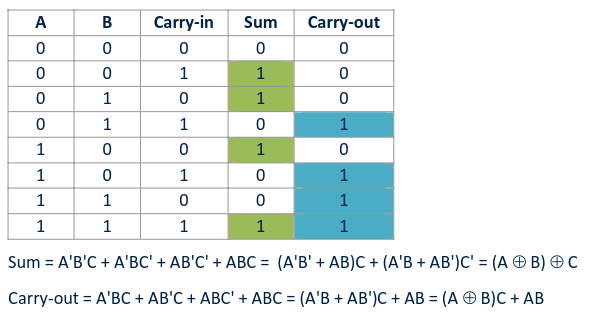 A B Carry-in Sum Carry-out
0 0 0 0 0
0 0 1 1 0
0 1 0 1 0
0 1 1 0 1
1 0 0 1 0
1 0 1 0 1
1 1 0 0 1
1 1 1 1 1
Sum = A'B'C + A'BC' + AB'C' + ABC = (A'B' + AB)C + (A'B + AB')C' = (A ⊕ B) ⊕ C
Carry-out = A'BC + AB'C + ABC' + ABC = (A'B + AB')C + AB = (A ⊕ B)C + AB